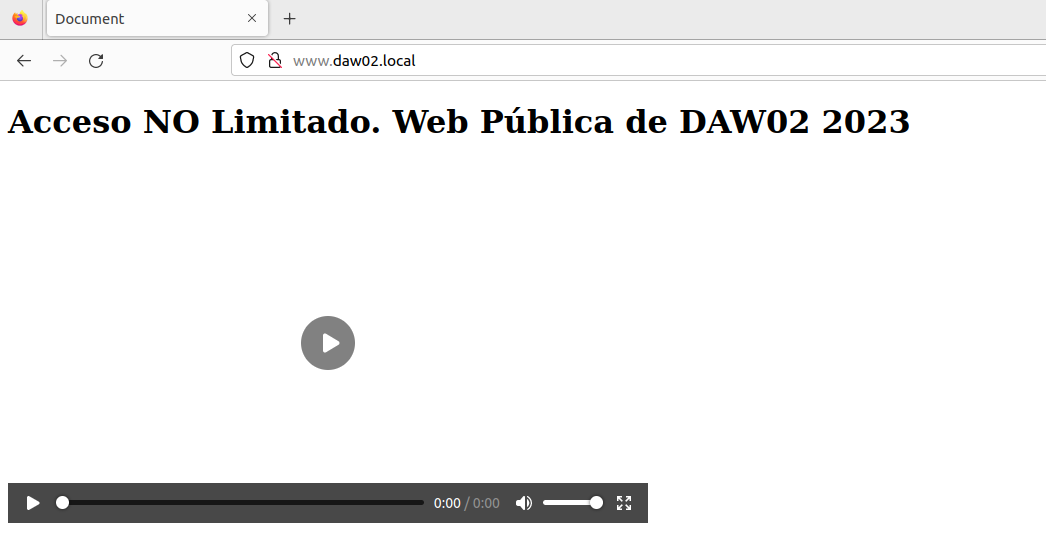 Document
www.daw02.local
Acceso NO Limitado. Web Pública de DAW02 2023
0:00 / 0:00